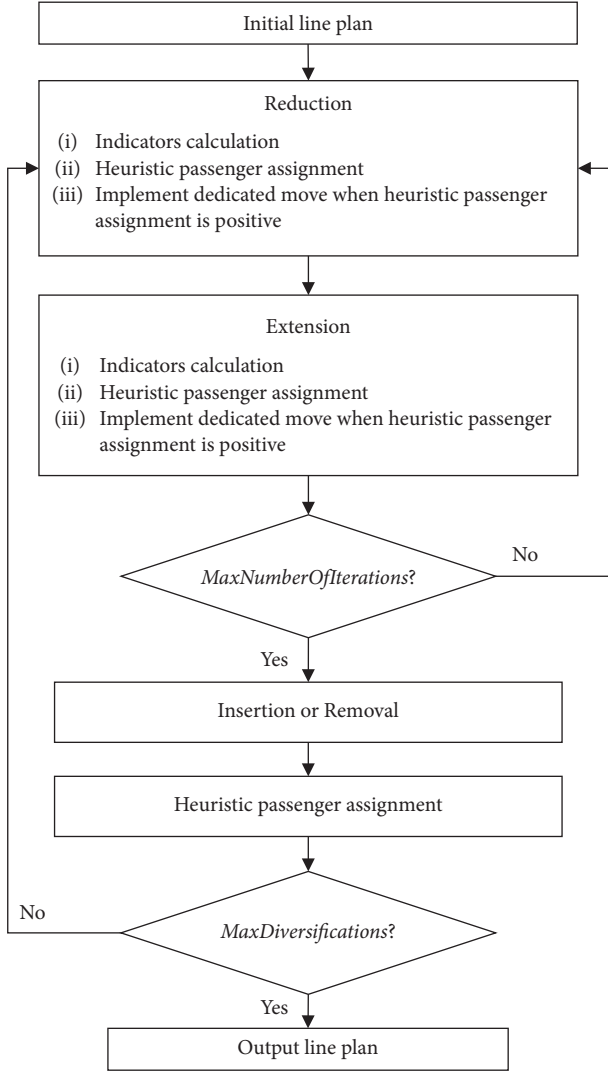 Initial line plan
Reduction
(i) Indicators calculation
(ii) Heuristic passenger assignment
(iii) Implement dedicated move when heuristic passenger
assignment is positive
Extension
(i) Indicators calculation
(ii) Heuristic passenger assignment
(iii) Implement dedicated move when heuristic passenger
assignment is positive
MaxNumberOfIterations?
No
Yes
Insertion or Removal
Heuristic passenger assignment
MaxDiversifications?
No
Yes
Output line plan